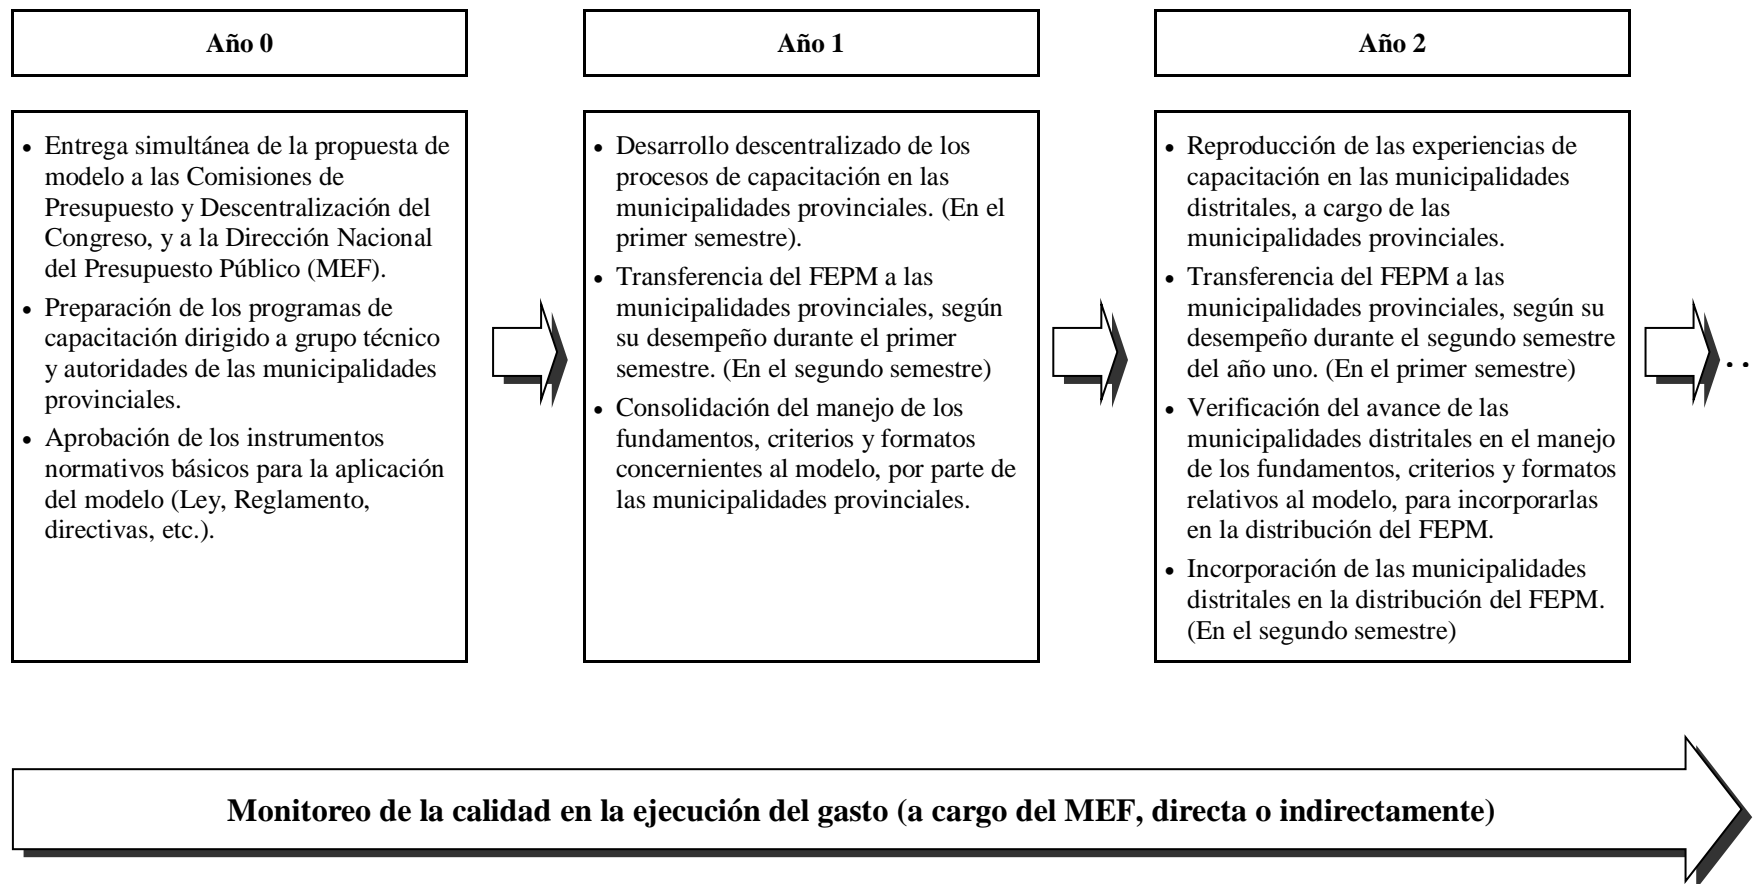 Año 0
• Entrega simultánea de la propuesta de
modelo a las Comisiones de
Presupuesto y Descentralización del
Congreso, y a la Dirección Nacional
del Presupuesto Público (MEF).
• Preparación de los programas de
capacitación dirigido a grupo técnico
y autoridades de las municipalidades
provinciales.
• Aprobación de los instrumentos
normativos básicos para la aplicación
del modelo (Ley, Reglamento,
directivas, etc.).
Año 1
• Desarrollo descentralizado de los
procesos de capacitación en las
municipalidades provinciales. (En el
primer semestre).
• Transferencia del FEPM a las
municipalidades provinciales, según
su desempeño durante el primer
semestre. (En el segundo semestre)
• Consolidación del manejo de los
fundamentos, criterios y formatos
concernientes al modelo, por parte de
las municipalidades provinciales.
Año 2
• Reproducción de las experiencias de
capacitación en las municipalidades
distritales, a cargo de las
municipalidades provinciales.
• Transferencia del FEPM a las
municipalidades provinciales, según su
desempeño durante el segundo semestre
del año uno. (En el primer semestre)
• Verificación del avance de las
municipalidades distritales en el manejo
de los fundamentos, criterios y formatos
relativos al modelo, para incorporarlas
en la distribución del FEPM.
• Incorporación de las municipalidades
distritales en la distribución del FEPM.
(En el segundo semestre)
. .
Monitoreo de la calidad en la ejecución del gasto (a cargo del MEF, directa o indirectamente)